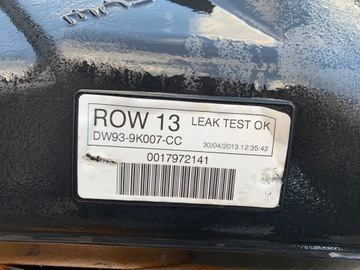 ROW 13 LEAK TEST OK
DW93-9K007-CC 30/04/2013 12:35:42
0017972141